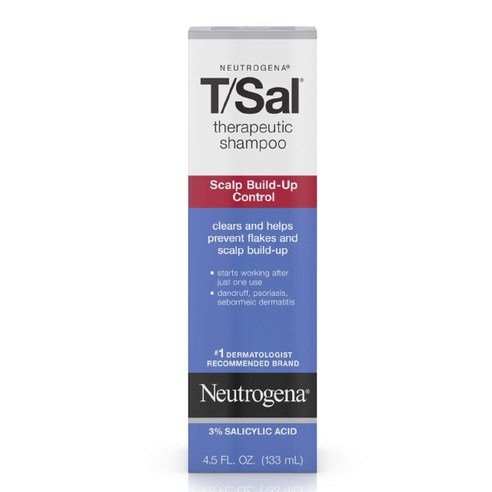 NEUTROGENA®
T/Sal®
therapeutic
shampoo
Scalp Build-Up
Control
clears and helps
prevent flakes and
scalp build-up
▪ starts working after
just one use
▪ dandruff, psoriasis,
seborrheic dermatitis
#1 DERMATOLOGIST
RECOMMENDED BRAND
Neutrogena®
3% SALICYLIC ACID
4.5 FL. OZ. (133 mL)